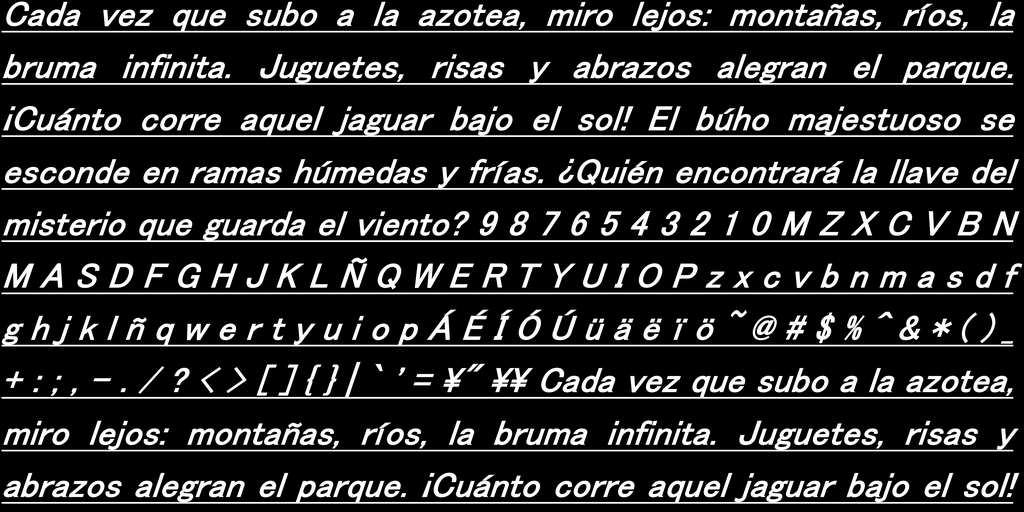 Cada vez que subo a la azotea, miro lejos: montañas, ríos, la
bruma infinita. Juguetes, risas y abrazos alegran el parque.
¡Cuánto corre aquel jaguar bajo el sol! El búho majestuoso se
esconde en ramas húmedas y frías. ¿Quién encontrará la llave del
misterio que guarda el viento? 9 8 7 6 5 4 3 2 1 0 M Z X C V B N
M A S D F G H J K L Ñ Q W E R T Y U I O P z x c v b n m a s d f
g h j k l ñ q w e r t y u i o p Á É Í Ó Ú ü ä ë ï ö ~ @ # $ % ^ & * ( ) _
+ : ; , - . / ? < > [ ] { } | ` ' = ¥" ¥¥ Cada vez que subo a la azotea,
miro lejos: montañas, ríos, la bruma infinita. Juguetes, risas y
abrazos alegran el parque. ¡Cuánto corre aquel jaguar bajo el sol!